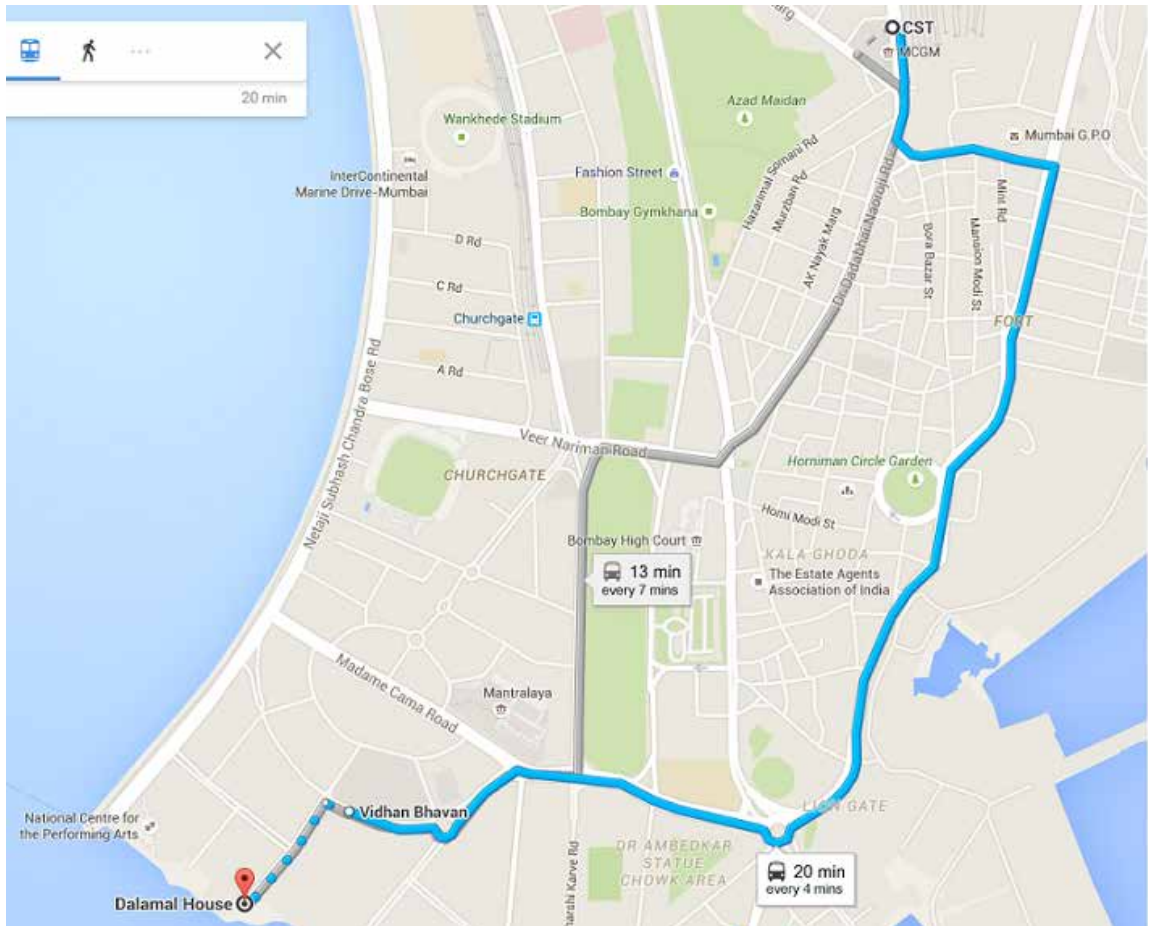 20 min
CST
MCGM
Mumbai G.P.O
Azad Maidan
Wankhede Stadium
InterContinental
Marine Drive-Mumbai
Fashion Street
Bombay Gymkhana
Hazarimal Somani Rd
Murzban Rd
AK Nayak Marg
Dr Dadabhai Naoroji Rd
Bora Bazar St
Mint Rd
Manaion Modi St
FORT
D Rd
C Rd
Churchgate
A Rd
Netaji Subhash Chandra Bose Rd
Veer Nariman Road
CHURCHGATE
Horniman Circle Garden
Homi Modi St
Bombay High Court
KALA GHODA
The Estate Agents
Association of India
13 min
every 7 mins
Madame Cama Road
Mantralaya
LION GATE
Vidhan Bhavan
National Centre for
the Performing Arts
Dalamal House
DR AMBEDKAR
STATUE
CHOWK AREA
20 min
every 4 mins
arshi Karve Rd